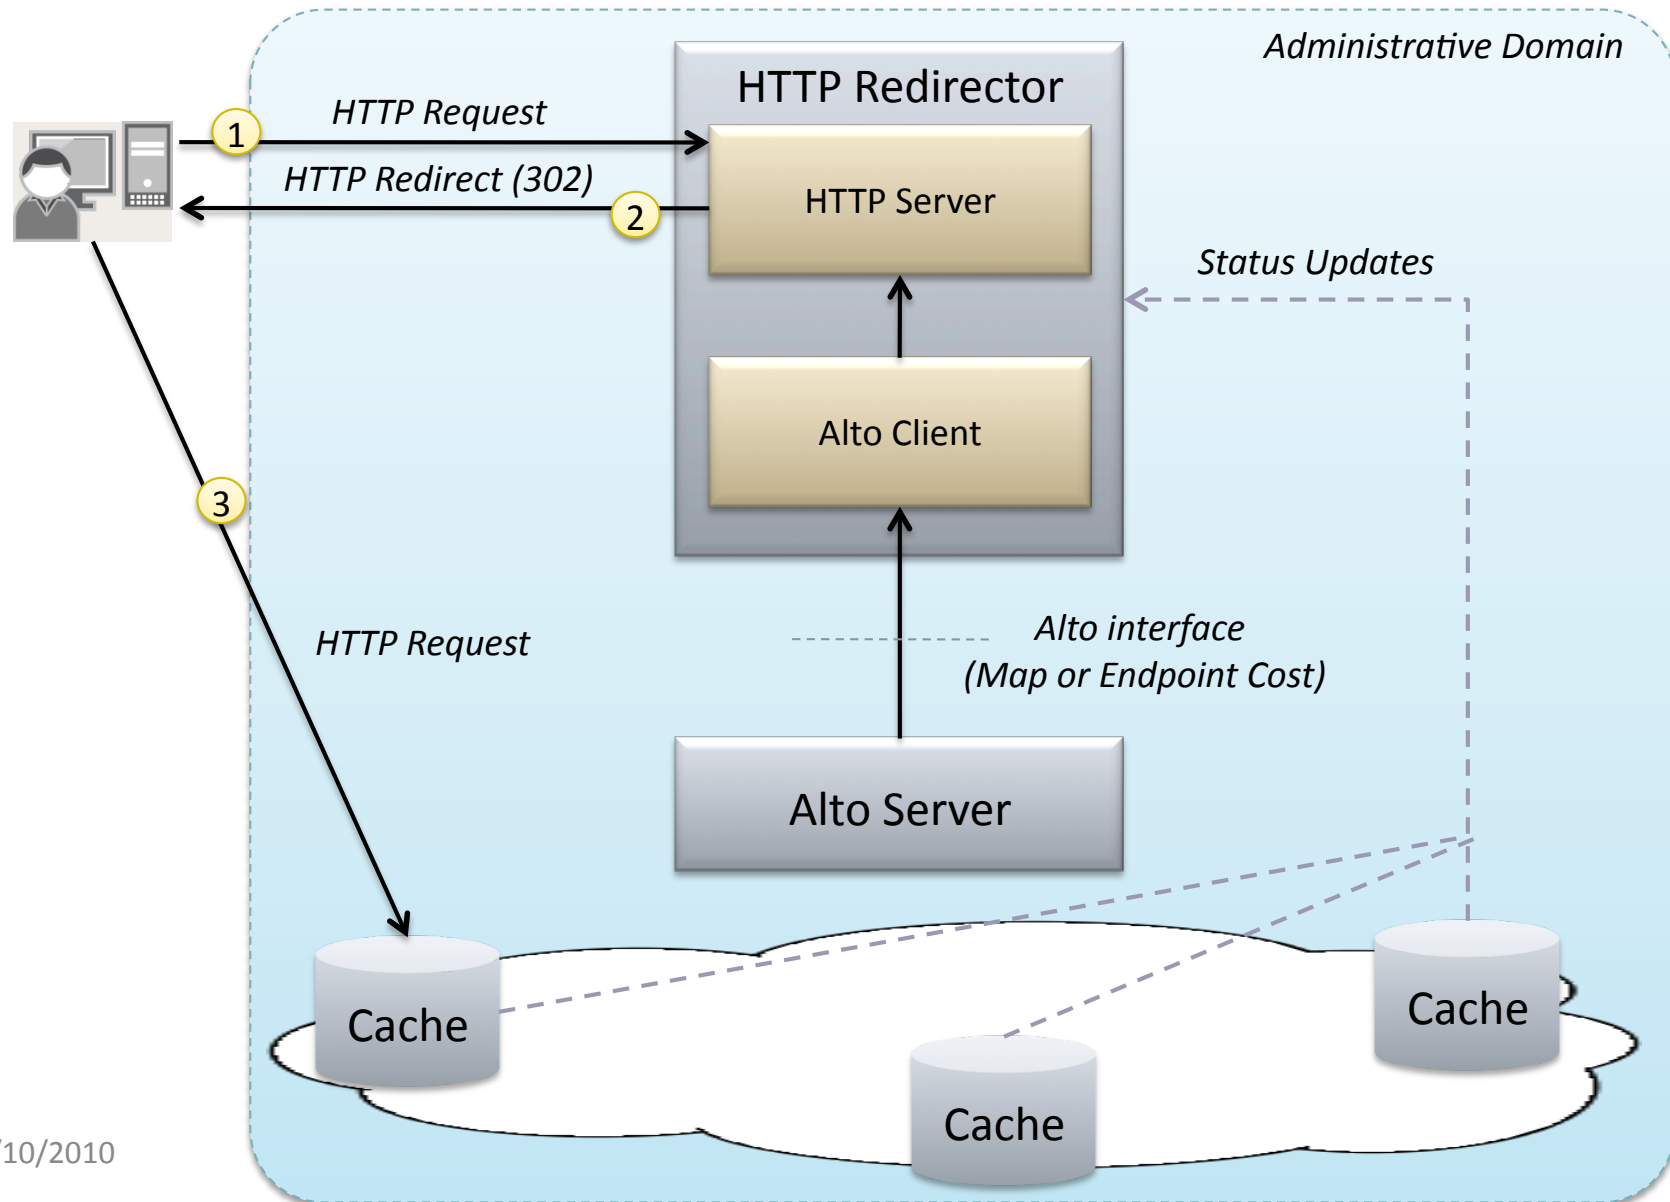 Administrative Domain
HTTP Redirector
HTTP Request
1
HTTP Redirect (302)
2
HTTP Server
Status Updates
Alto Client
3
HTTP Request
Alto interface
(Map or Endpoint Cost)
Alto Server
Cache
Cache
Cache
/10/2010